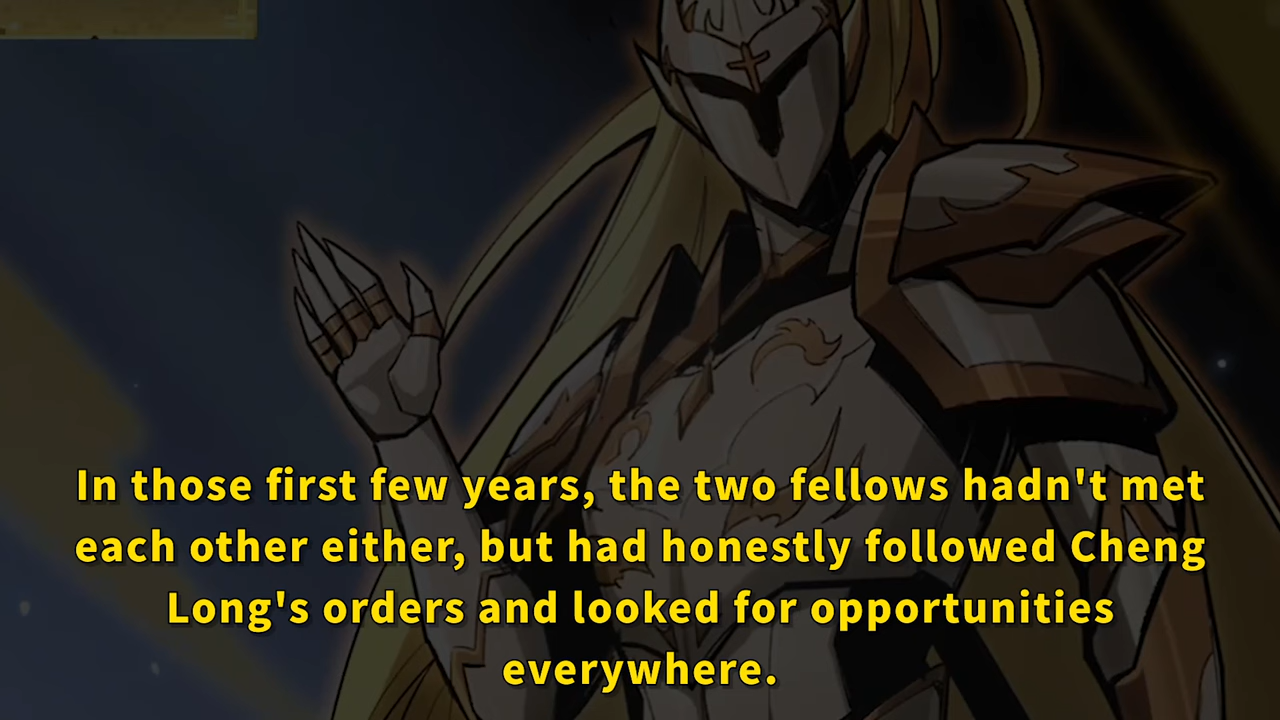 In those first few years, the two fellows hadn't met
each other either, but had honestly followed Cheng
Long's orders and looked for opportunities
everywhere.